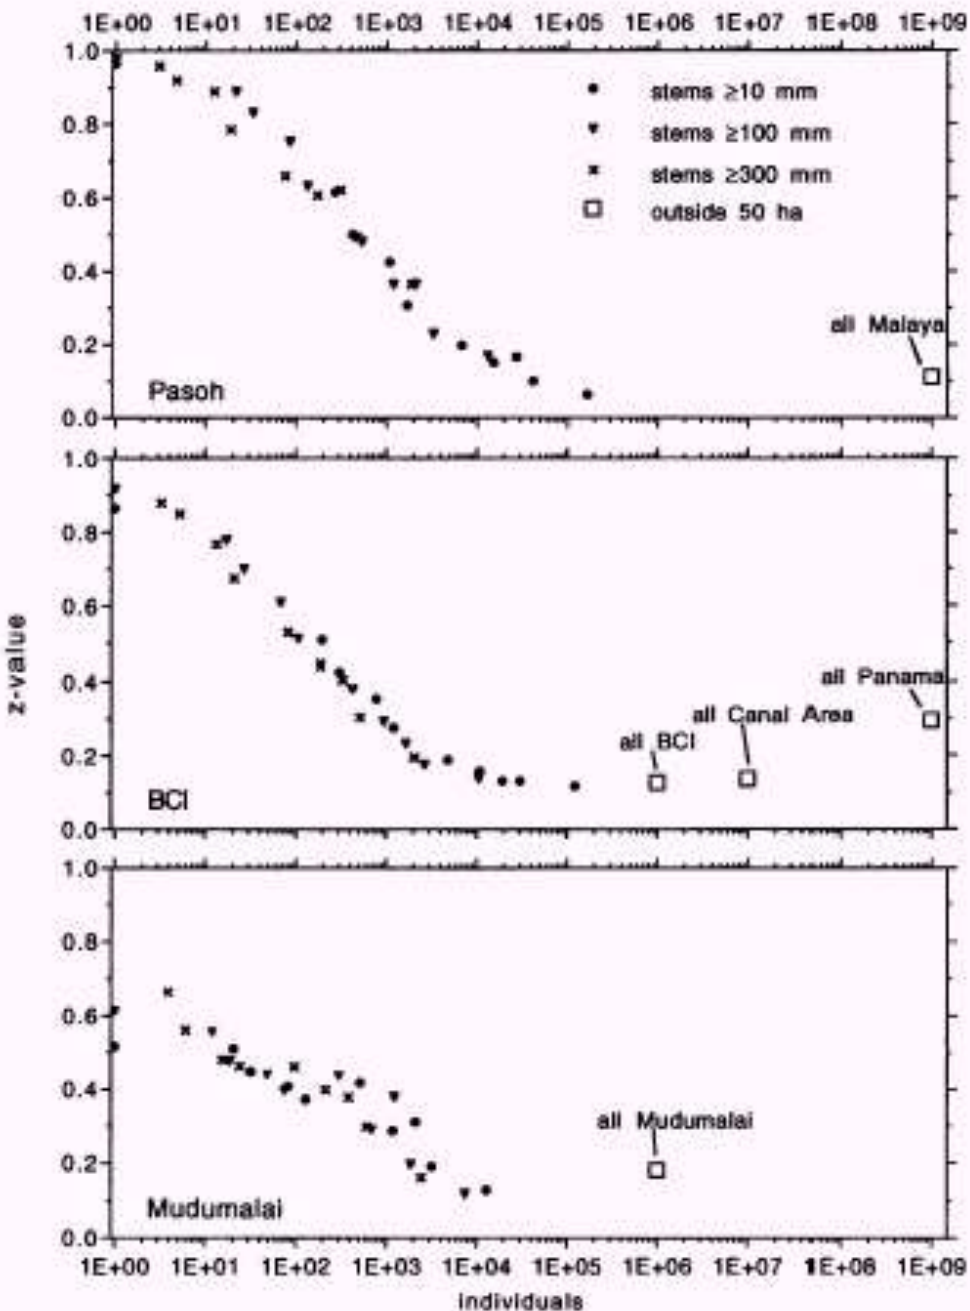 1E+00 1E+01 1E+02 1E+03 1E+04 1E+05 1E+06 1E+07 1E+08 1E+09
1.0
stems ≥10 mm
0.8
stems ≥100 mm
stems ≥300 mm
0.6
outside 50 ha
0.4
all Malaya
0.2
Pasoh
0.0
1.0
0.8
0.6
z-value
0.4
all Panama
all Canal Area
all BCI
0.2
BCI
0.0
1.0
0.8
0.6
0.4
all Mudumalai
0.2
Mudumalai
0.0
1E+00 1E+01 1E+02 1E+03 1E+04 1E+05 1E+06 1E+07 1E+08 1E+09
individuals